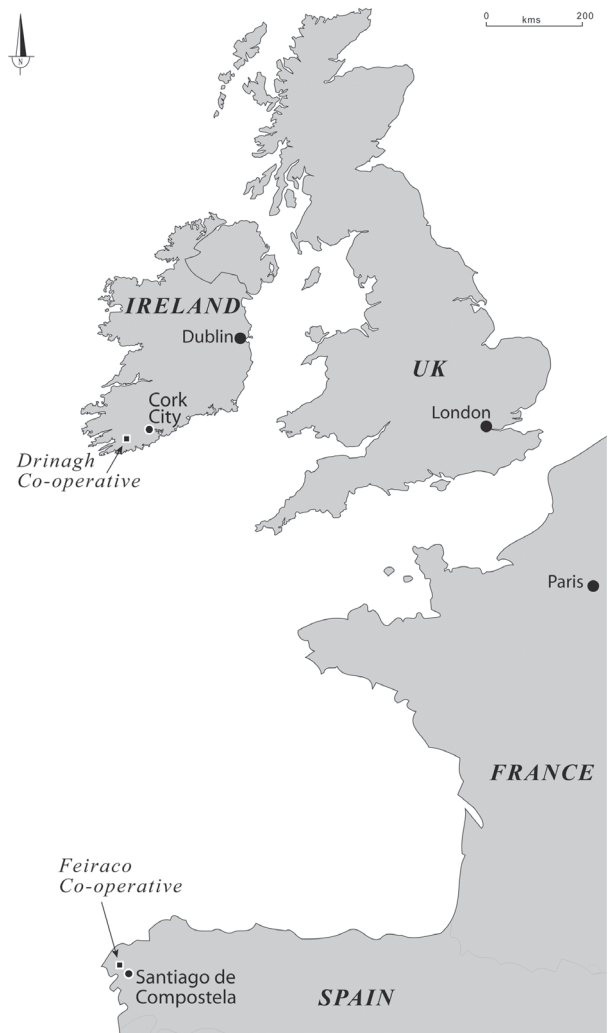 N
0 kms 200
IRELAND
Dublin
UK
Cork
City
London
Drinagh
Co-operative
Paris
FRANCE
Feiraco
Co-operative
Santiago de
Compostela
SPAIN